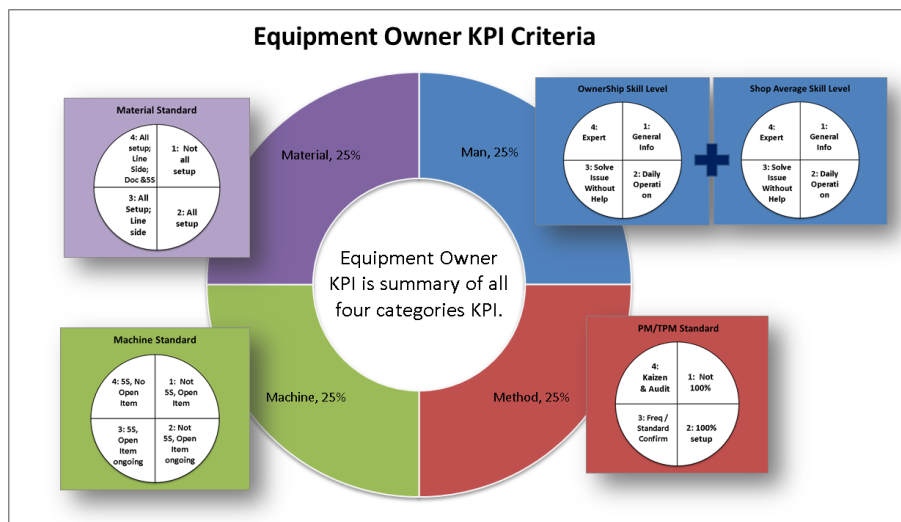 Equipment Owner KPI Criteria
Material Standard
4: All
setup;
Line
Side;
Doc &5S
1: Not
all
setup
3: All
Setup;
Line
side
2: All
setup
Material, 25%
Man, 25%
OwnerShip Skill Level
4:
Expert
1:
General
Info
3: Solve
Issue
Without
Help
2: Daily
Operati
on
Shop Average Skill Level
4:
Expert
1:
General
Info
3: Solve
Issue
Without
Help
2: Daily
Operati
on
Equipment Owner
KPI is summary of all
four categories KPI.
Machine Standard
4: 5S, No
Open
Item
1: Not
5S, Open
Item
3: 5S,
Open
Item
ongoing
2: Not
5S, Open
Item
ongoing
Machine, 25%
Method, 25%
PM/TPM Standard
4:
Kaizen
& Audit
1: Not
100%
3: Freq /
Standard
Confirm
2: 100%
setup